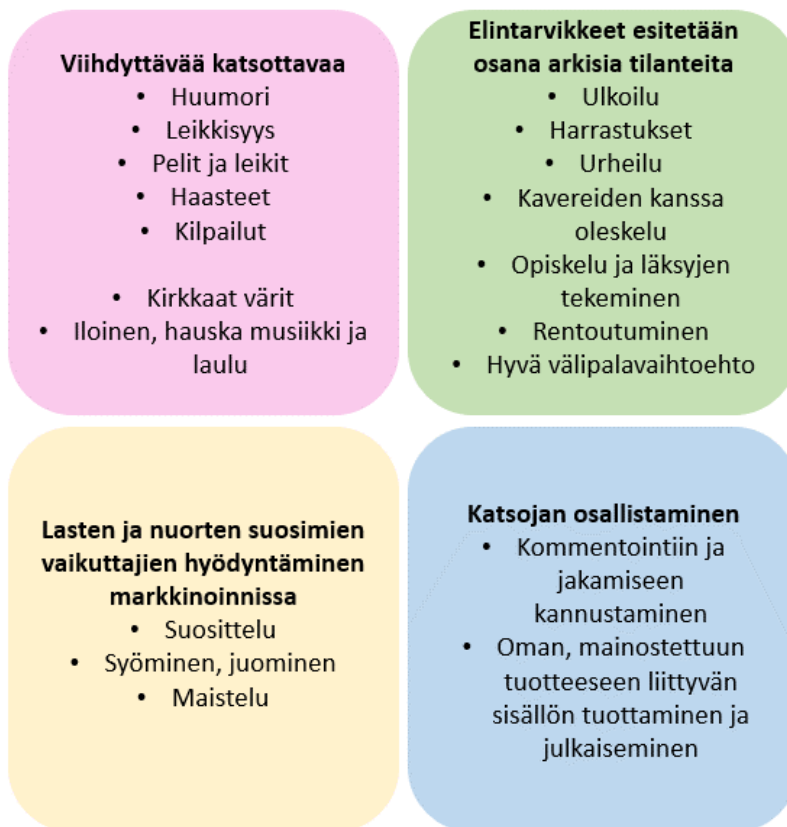 Viihdyttävää katsottavaa
• Huumori
• Leikkisyys
• Pelit ja leikit
• Haasteet
• Kilpailut
• Kirkkaat värit
• Iloinen, hauska musiikki ja
laulu
Elintarvikkeet esitetään
osana arkisia tilanteita
• Ulkoilu
• Harrastukset
• Urheilu
• Kavereiden kanssa
oleskelu
• Opiskelu ja läksyjen
tekeminen
• Rentoutuminen
• Hyvä välipalavaihtoehto
Lasten ja nuorten suosimien
vaikuttajien hyödyntäminen
markkinoinnissa
• Suosittelu
• Syöminen, juominen
• Maistelu
Katsojan osallistaminen
• Kommentointiin ja
jakamiseen
kannustaminen
• Oman, mainostettuun
tuotteeseen liittyvän
sisällön tuottaminen ja
julkaiseminen